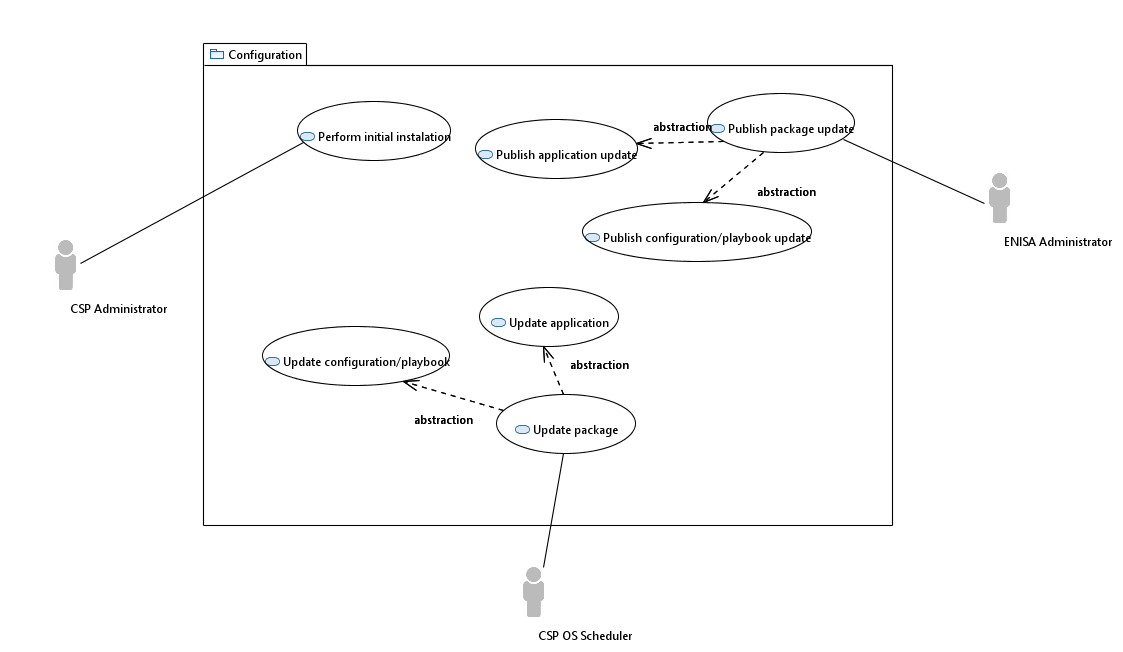 Configuration
Perform initial instalation
Publish application update
abstraction
Publish package update
abstraction
Publish configuration/playbook update
ENISA Administrator
CSP Administrator
Update application
Update configuration/playbook
abstraction
abstraction
Update package
CSP OS Scheduler